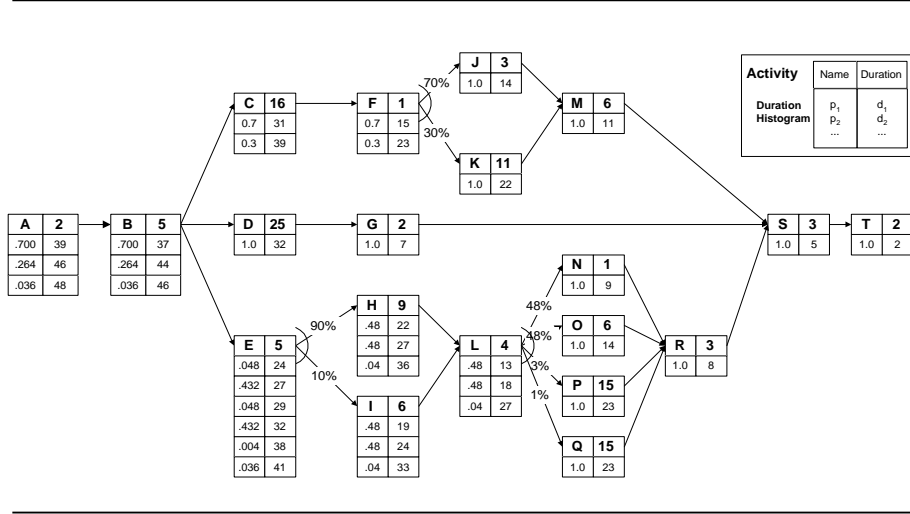 J 3
1.0 14
70%
Activity
Name Duration
Duration Histogram
p1 d1
p2 d2
... ...
C 16
0.7 31
0.3 39
F 1
0.7 15
0.3 23
M 6
1.0 11
30%
K 11
1.0 22
A 2
.700 39
.264 46
.036 48
B 5
.700 37
.264 44
.036 46
D 25
1.0 32
G 2
1.0 7
S 3
1.0 5
T 2
1.0 2
N 1
1.0 9
48%
H 9
.48 22
.48 27
.04 36
90%
10%
O 6
1.0 14
48%
3%
1%
E 5
.048 24
.432 27
.048 29
.432 32
.004 38
.036 41
L 4
.48 13
.48 18
.04 27
R 3
1.0 8
P 15
1.0 23
I 6
.48 19
.48 24
.04 33
Q 15
1.0 23